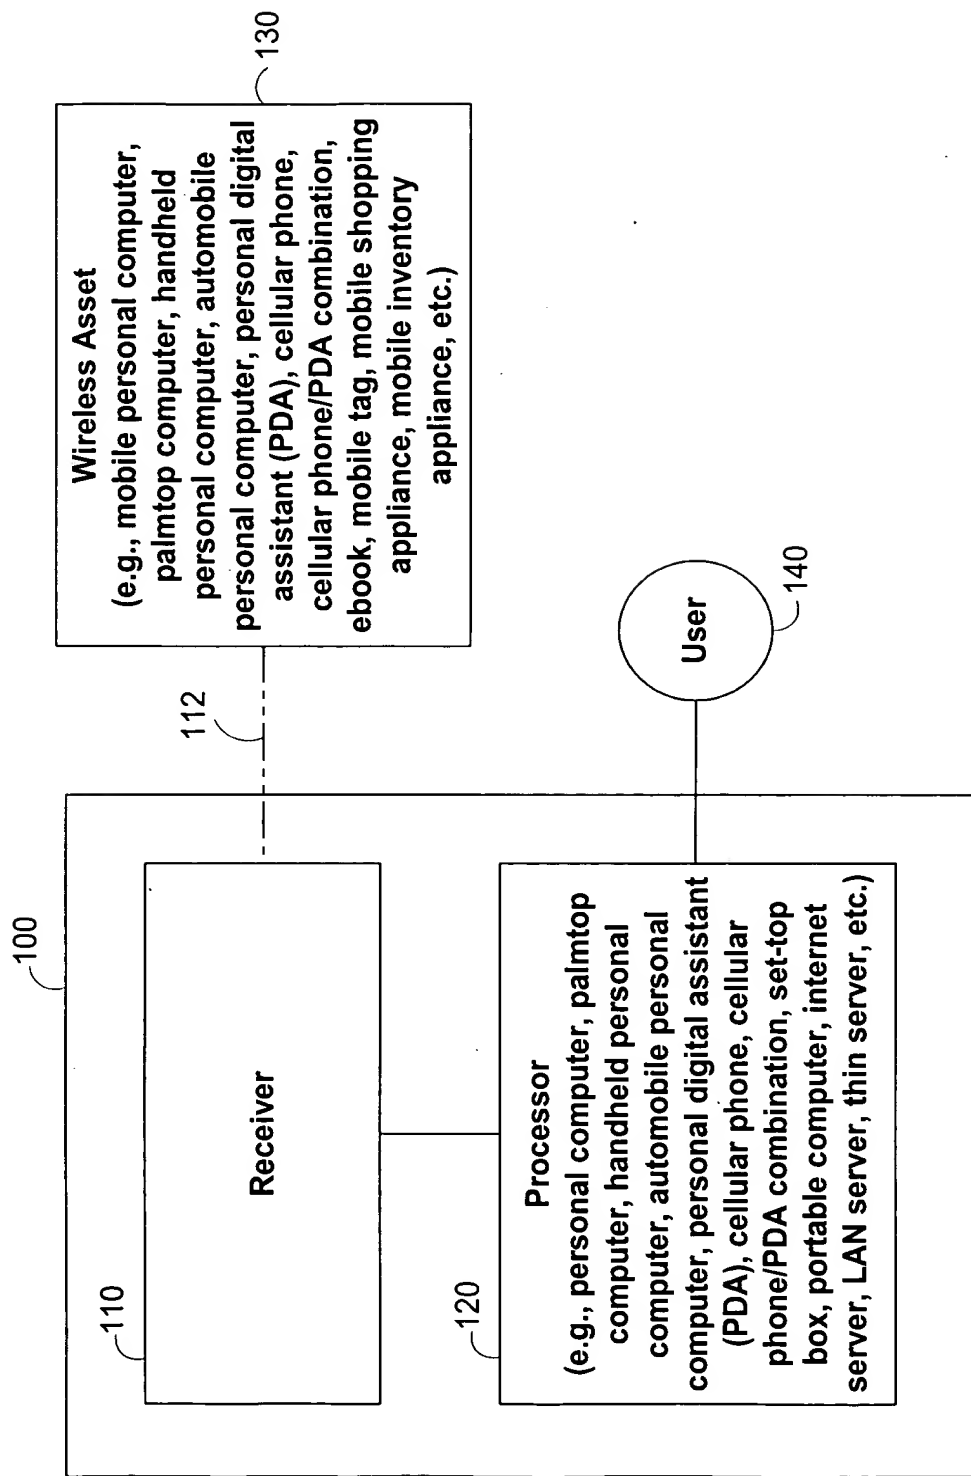 100
110
Receiver
112
Wireless Asset
(e.g., mobile personal computer,
palmtop computer, handheld
personal computer, automobile
personal computer, personal digital
assistant (PDA), cellular phone,
cellular phone/PDA combination,
ebook, mobile tag, mobile shopping
appliance, mobile inventory
appliance, etc.)
130
120
Processor
(e.g., personal computer, palmtop
computer, handheld personal
computer, automobile personal
computer, personal digital assistant
(PDA), cellular phone, cellular
phone/PDA combination, set-top
box, portable computer, internet
server, LAN server, thin server, etc.)
User
140